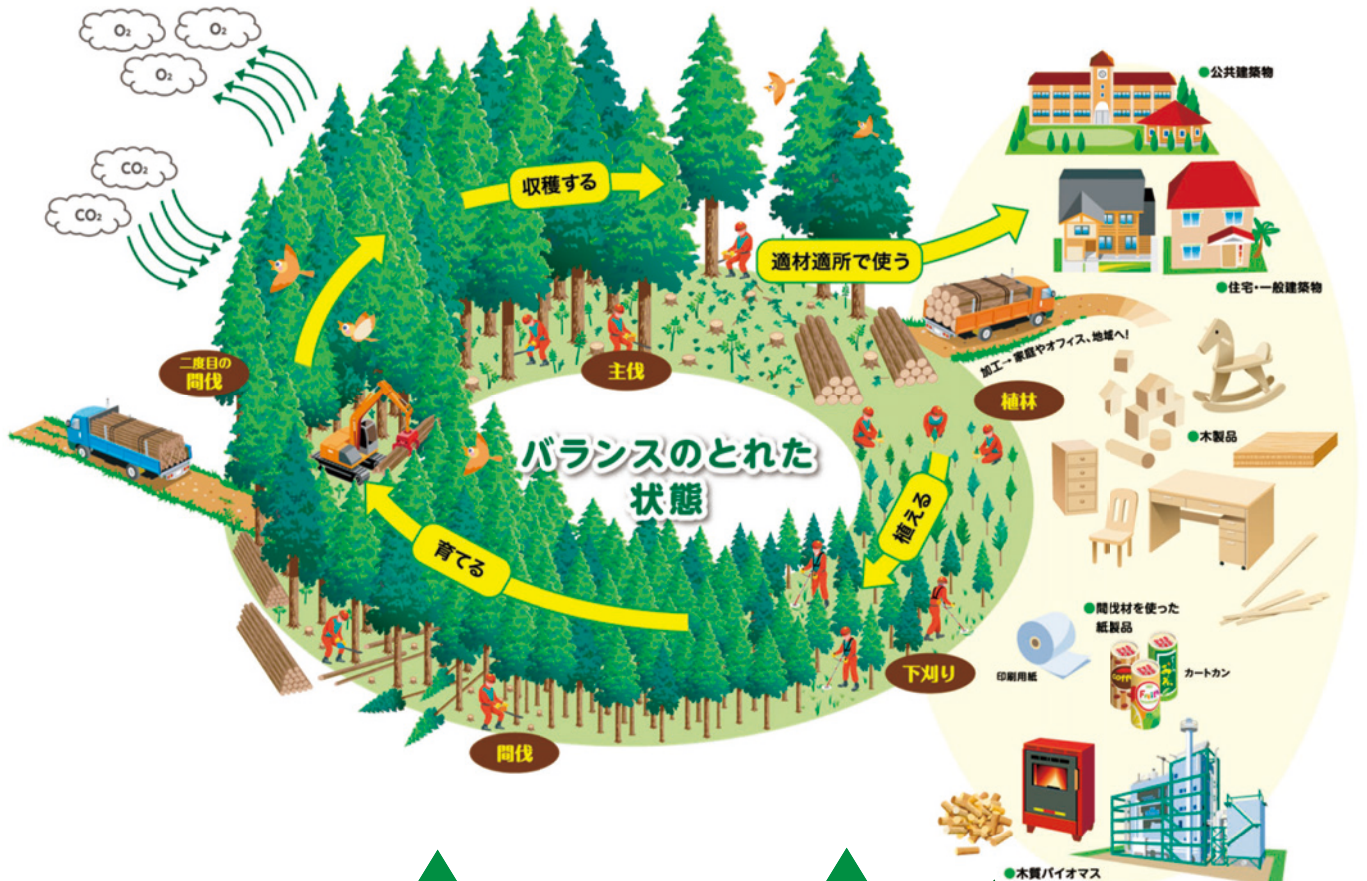 O₂
O₂
O₂
CO₂
CO₂
収穫する
適材適所で使う
●公共建築物
●住宅・一般建築物
加工→家庭やオフィス、地域へ!
二度目の
間伐
主伐
植林
バランスのとれた
状態
植える
育てる
下刈り
間伐
●木製品
●間伐材を使った
紙製品
印刷用紙
カートカン
coffee
Fruit
●木質バイオマス